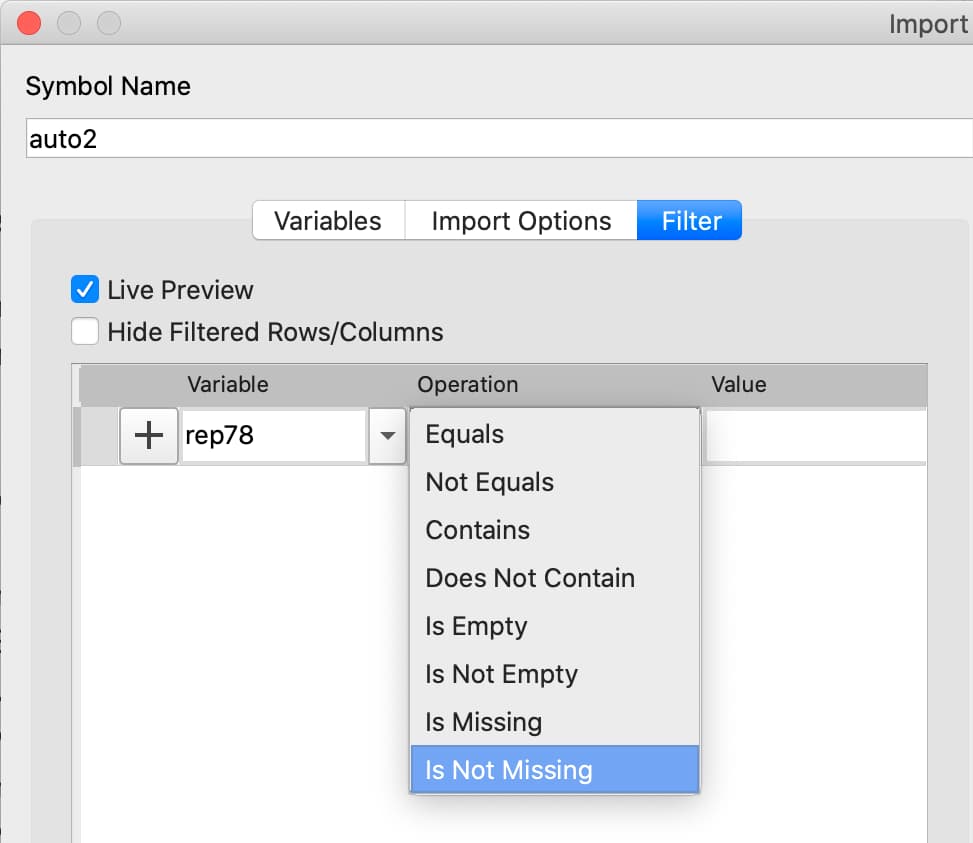 Import
Symbol Name
auto2
Variables Import Options Filter
Live Preview
Hide Filtered Rows/Columns
Variable Operation Value
rep78
Equals
Not Equals
Contains
Does Not Contain
Is Empty
Is Not Empty
Is Missing
Is Not Missing